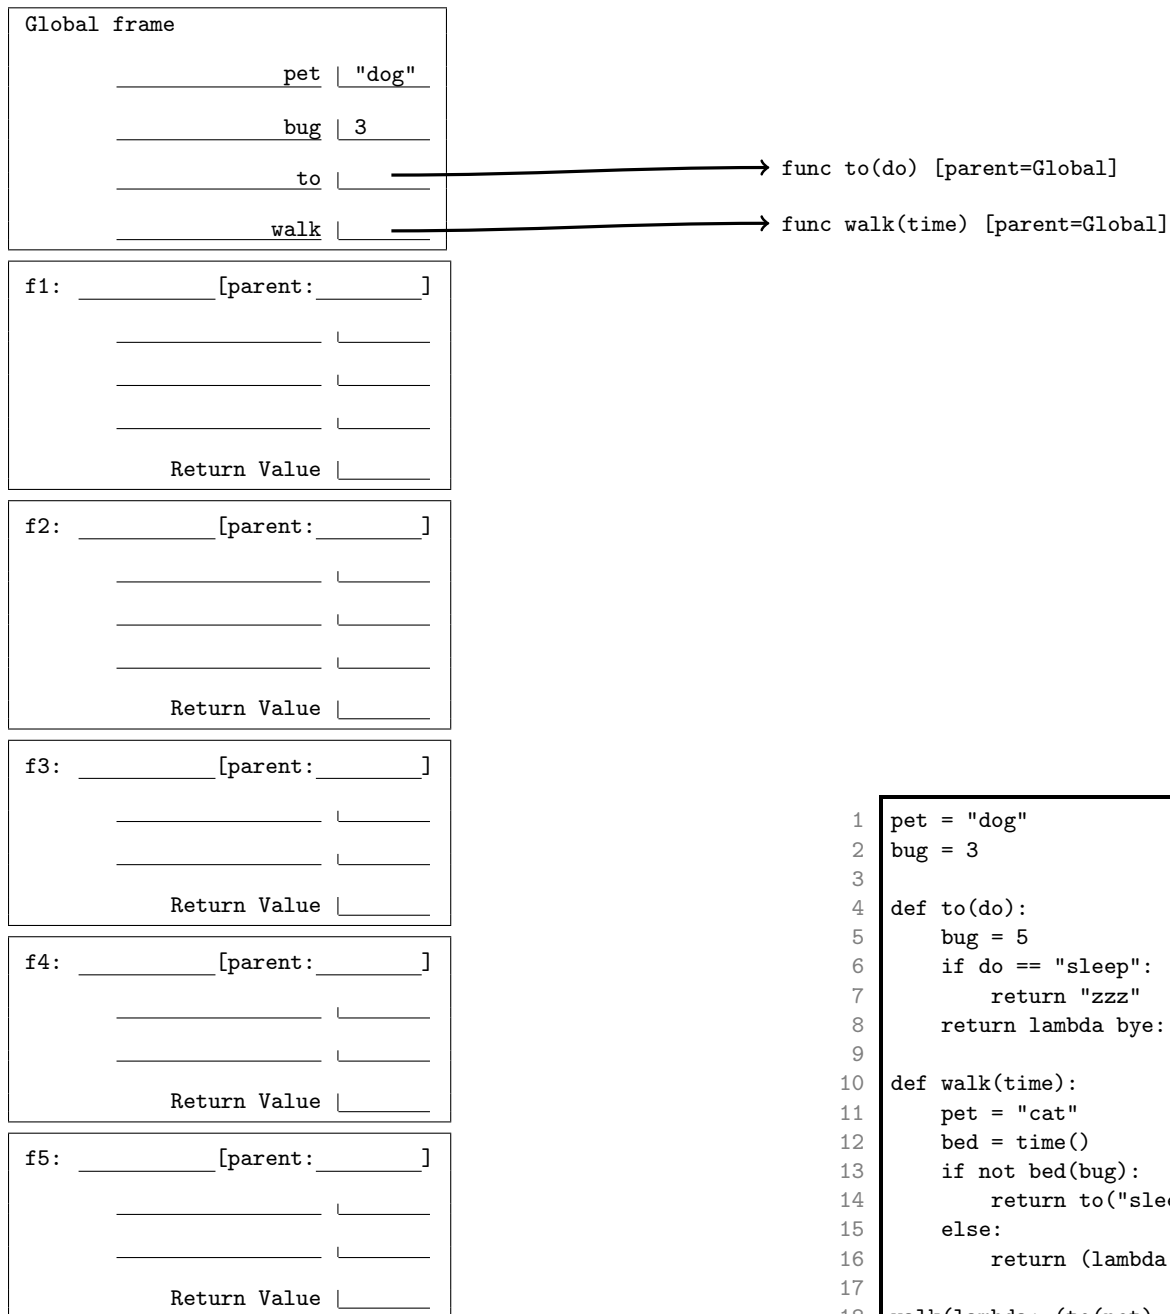 Global frame
pet "dog"
bug 3
to
walk
func to(do) [parent=Global]
func walk(time) [parent=Global]
f1: [parent: ]
Return Value
f2: [parent: ]
Return Value
f3: [parent: ]
Return Value
f4: [parent: ]
Return Value
f5: [parent: ]
Return Value
1 pet = "dog"
2 bug = 3
3
4 def to(do):
5 bug = 5
6 if do == "sleep":
7 return "zzz"
8 return lambda bye:
9
10 def walk(time):
11 pet = "cat"
12 bed = time()
13 if not bed(bug):
14 return to("slee
15 else:
16 return (lambda
17